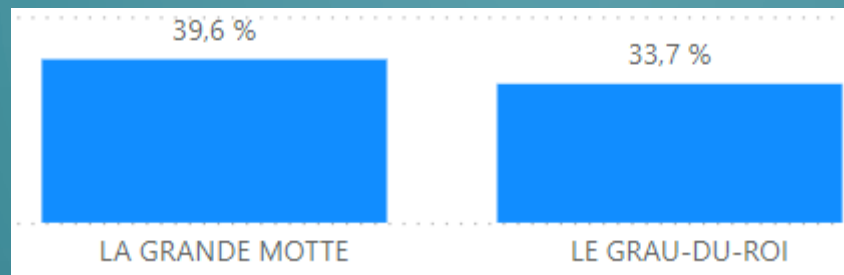 39,6 %
33,7 %
LA GRANDE MOTTE
LE GRAU-DU-ROI